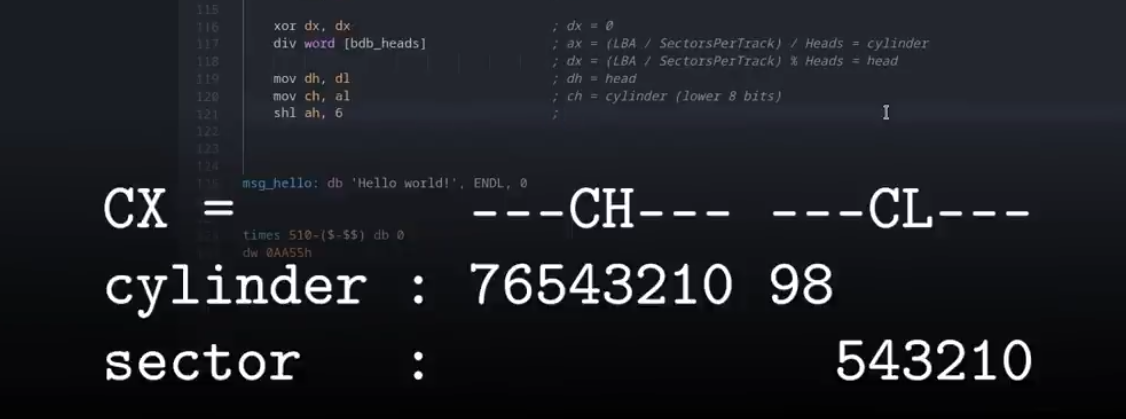 115
116 xor dx, dx ; dx = 0
117 div word [bdb_heads] ; ax = (LBA / SectorsPerTrack) / Heads = cylinder
118 ; dx = (LBA / SectorsPerTrack) % Heads = head
119 mov dh, dl ; dh = head
120 mov ch, al ; ch = cylinder (lower 8 bits)
121 shl ah, 6 ;
122
123
124
msg_hello: db 'Hello world!', ENDL, 0
CX = ---CH--- ---CL---
times 510-($-$$) db 0
dw 0AA55h
cylinder : 76543210 98
sector : 543210